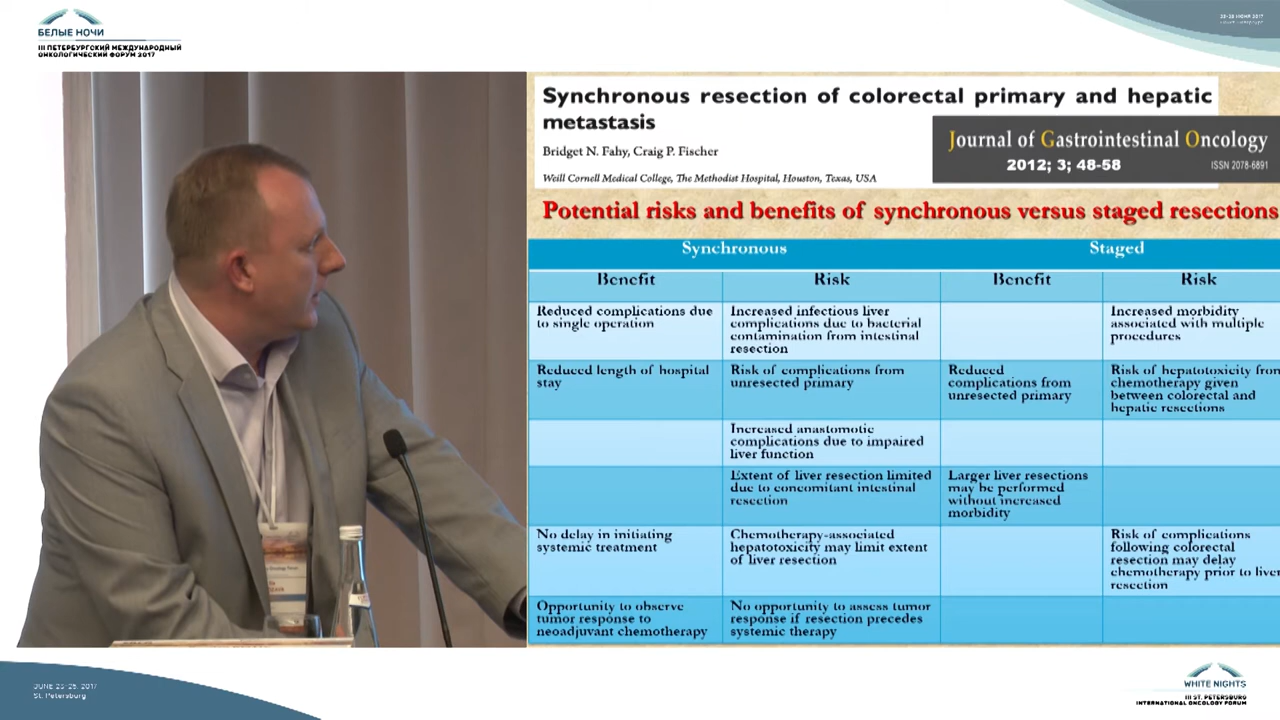 БЕЛЫЕ НОЧИ
III ПЕТЕРБУРГСКИЙ МЕЖДУНАРОДНЫЙ
ОНКОЛОГИЧЕСКИЙ ФОРУМ 2017
Synchronous resection of colorectal primary and hepatic
metastasis
Bridget N. Fahy, Craig P. Fischer
Weill Cornell Medical College, The Methodist Hospital, Houston, Texas, USA
Journal of Gastrointestinal Oncology
2012; 3; 48-58
ISSN 2078-6891
Potential risks and benefits of synchronous versus staged resections
Synchronous
Staged
Benefit
Risk
Benefit
Risk
Reduced complications due
to single operation
Increased infectious liver
complications due to bacterial
contamination from intestinal
resection
Increased morbidity
associated with multiple
procedures
Reduced length of hospital
stay
Risk of complications from
unresected primary
Reduced
complications from
unresected primary
Risk of hepatotoxicity from
chemotherapy given
between colorectal and
hepatic resections
Increased anastomotic
complications due to impaired
liver function
Extent of liver resection limited
due to concomitant intestinal
resection
Larger liver resections
may be performed
without increased
morbidity
No delay in initiating
systemic treatment
Chemotherapy-associated
hepatotoxicity may limit extent
of liver resection
Risk of complications
following colorectal
resection may delay
chemotherapy prior to liver
resection
Opportunity to observe
tumor response to
neoadjuvant chemotherapy
No opportunity to assess tumor
response if resection precedes
systemic therapy
JUNE 23-25, 2017
St. Petersburg
WHITE NIGHTS
III ST. PETERSBURG
INTERNATIONAL ONCOLOGY FORUM